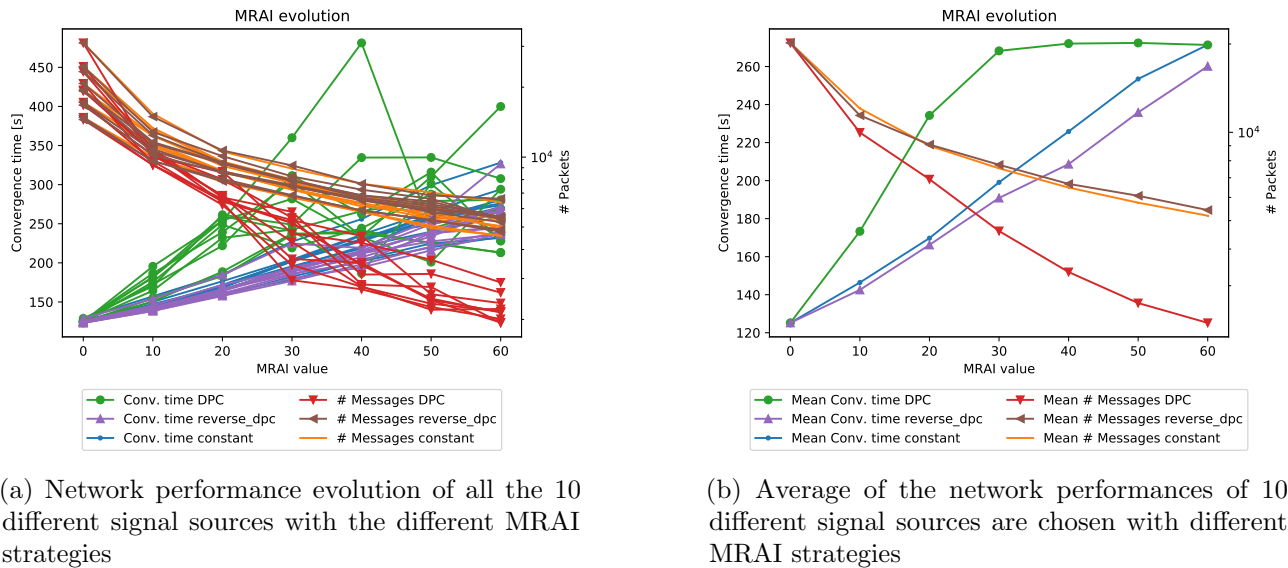 MRAI evolution
Convergence time [s]
450
400
350
300
250
200
150
10⁴
# Packets
0 10 20 30 40 50 60
MRAI value
Conv. time DPC
Conv. time reverse_dpc
Conv. time constant
# Messages DPC
# Messages reverse_dpc
# Messages constant
(a) Network performance evolution of all the 10
different signal sources with the different MRAI
strategies
MRAI evolution
Convergence time [s]
260
240
220
200
180
160
140
120
10⁴
# Packets
0 10 20 30 40 50 60
MRAI value
Mean Conv. time DPC
Mean Conv. time reverse_dpc
Mean Conv. time constant
Mean # Messages DPC
Mean # Messages reverse_dpc
Mean # Messages constant
(b) Average of the network performances of 10
different signal sources are chosen with different
MRAI strategies